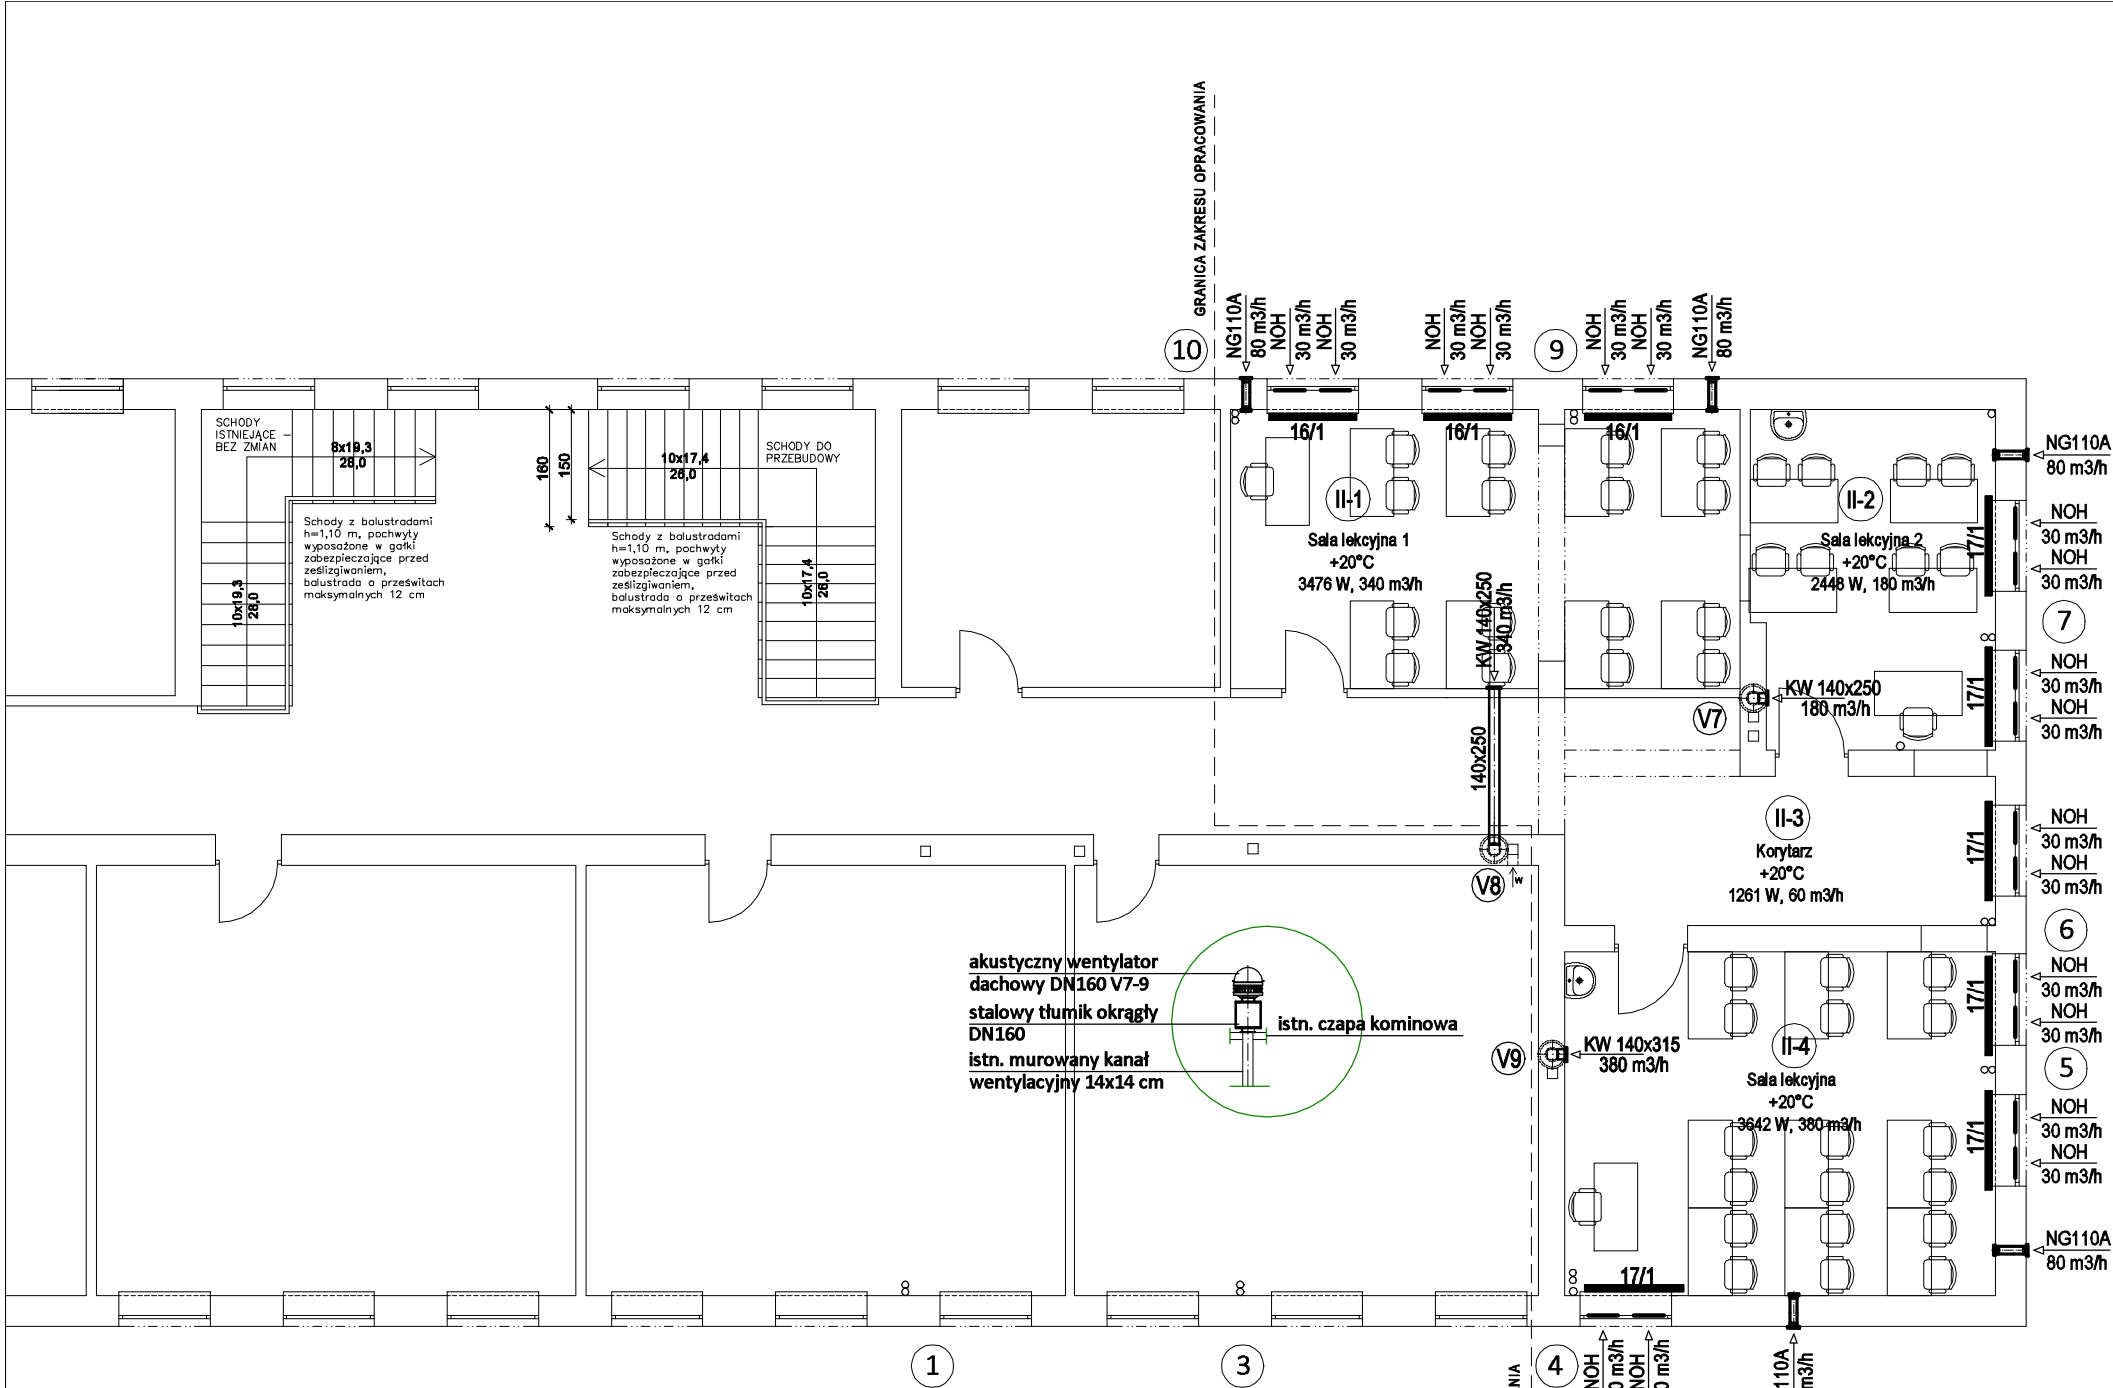 GRANICA ZAKRESU OPRACOWANIA
10
NG110A
80 m3/h
NOH
30 m3/h
NOH
30 m3/h
NOH
30 m3/h
NOH
30 m3/h
9
NOH
30 m3/h
NOH
30 m3/h
NG110A
80 m3/h
SCHODY
ISTNIEJĄCE –
BEZ ZMIAN
8x19,3
28,0
10x19,3
28,0
Schody z balustradami
h=1,10 m, pochwyty
wyposażone w gałki
zabezpieczające przed
ześlizgiwaniem,
balustrada o prześwitach
maksymalnych 12 cm
160
150
10x17,4
26,0
SCHODY DO
PRZEBUDOWY
Schody z balustradami
h=1,10 m, pochwyty
wyposażone w gałki
zabezpieczające przed
ześlizgiwaniem,
balustrada o prześwitach
maksymalnych 12 cm
10x17,4
26,0
16/1
16/1
16/1
II-1
Sala lekcyjna 1
+20°C
3476 W, 340 m3/h
KW 140x250
340 m3/h
II-2
Sala lekcyjna 2
+20°C
2448 W, 180 m3/h
17/1
NG110A
80 m3/h
NOH
30 m3/h
NOH
30 m3/h
7
17/1
NOH
30 m3/h
NOH
30 m3/h
KW 140x250
180 m3/h
V7
140x250
V8
w
II-3
Korytarz
+20°C
1261 W, 60 m3/h
17/1
NOH
30 m3/h
NOH
30 m3/h
6
akustyczny wentylator
dachowy DN160 V7-9
stalowy tłumik okrągły
DN160
istn. murowany kanał
wentylacyjny 14x14 cm
istn. czapa kominowa
V9
KW 140x315
380 m3/h
II-4
Sala lekcyjna
+20°C
3642 W, 380 m3/h
17/1
NOH
30 m3/h
NOH
30 m3/h
5
17/1
NOH
30 m3/h
NOH
30 m3/h
NG110A
80 m3/h
17/1
1
3
4
NIA
NOH
0 m3/h
NOH
0 m3/h
110A
m3/h